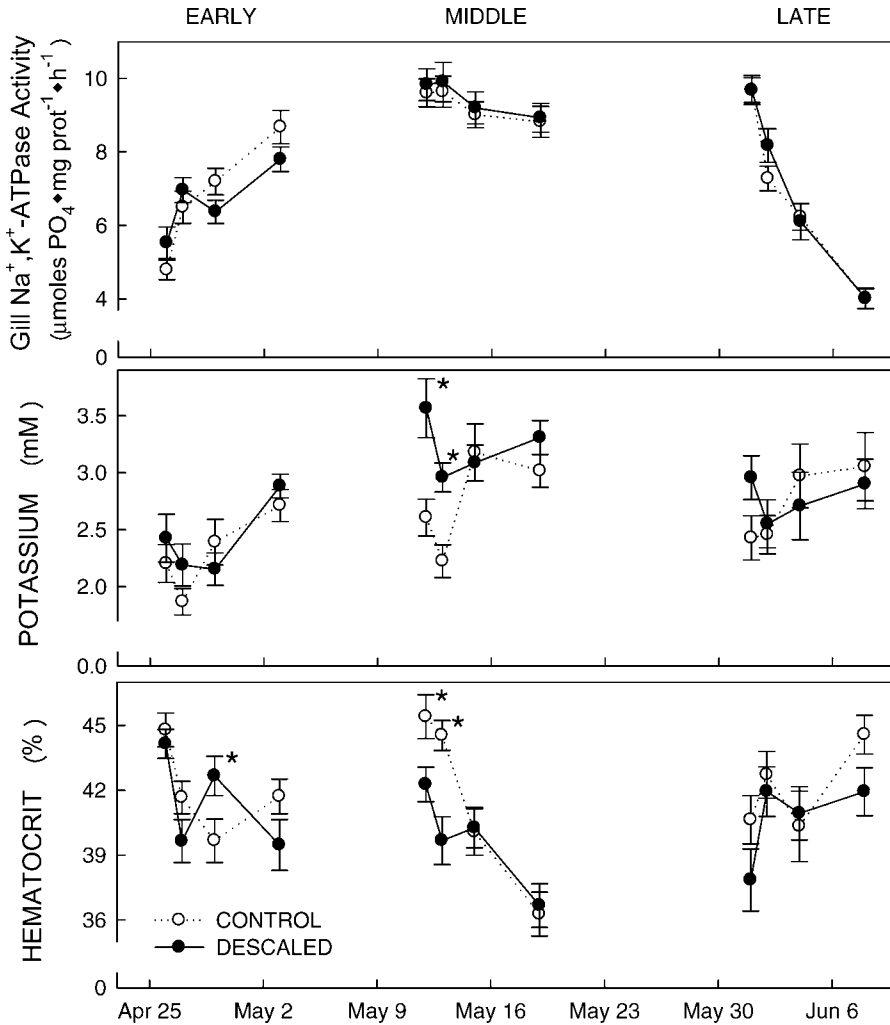 EARLY MIDDLE LATE
Gill Na⁺,K⁺-ATPase Activity
(µmoles PO₄◆mg prot⁻¹◆h⁻¹)
10
8
6
4
0
POTASSIUM (mM)
3.5
3.0
2.5
2.0
0.0
*
*
HEMATOCRIT (%)
45
42
39
36
0
*
*
*
CONTROL
DESCALED
Apr 25 May 2 May 9 May 16 May 23 May 30 Jun 6